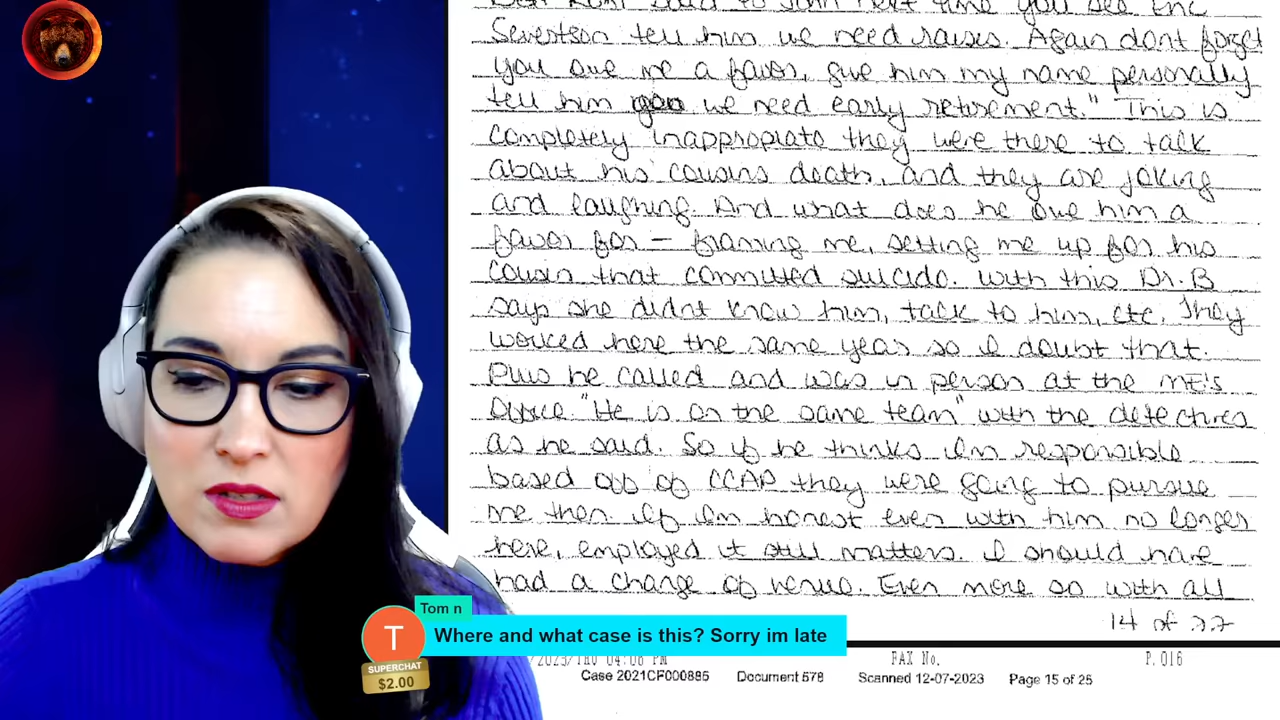 Severtson tell him we need raises. Again dont forget
you owe me a favor, give him my name personally
tell him we need early retirement." This is
completely inappropiate they were there to talk
about his cousins death, and they are joking
and laughing. And what does he owe him a
favor for - framing me, setting me up for his
cousin that committed suicide. With this Dr. B
says she didnt know him, talk to him, etc. They
worked here the same year so I doubt that.
Plus he called and was in person at the ME's
Office. "He is on the same team" with the detectives
as he said. So if he thinks Im responsible
based off of CCAP they were going to pursue
me then. If Im honest even with him no longer
here, employed it still matters. I should have
had a change of venue. Even more so with all
14 of 22
/2023/THU 04:08 PM FAX No. P. 016
Case 2021CF000885 Document 578 Scanned 12-07-2023 Page 15 of 25
Tom n
T
Where and what case is this? Sorry im late
SUPERCHAT
$2.00